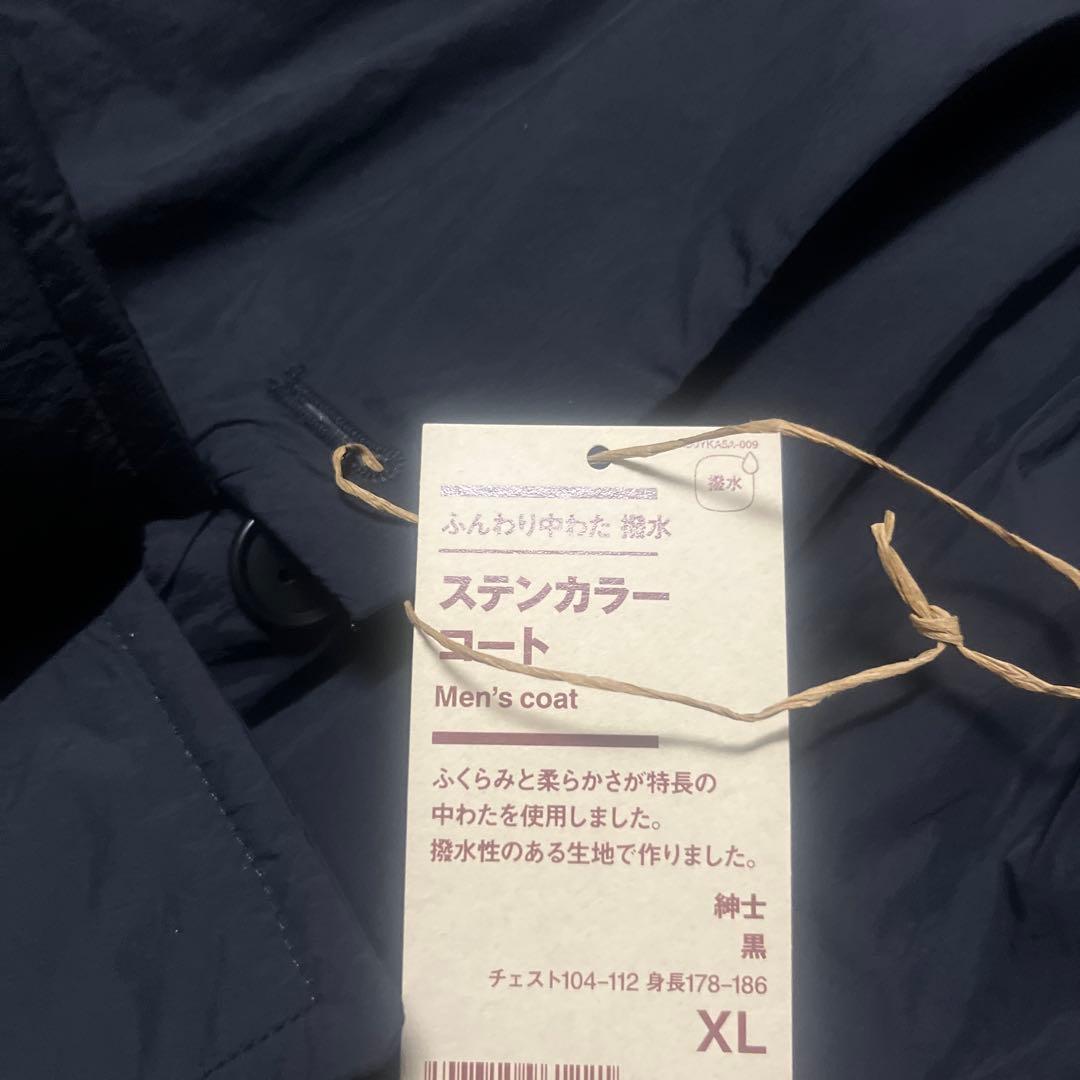 撥水
ふんわり中わた 撥水
ステンカラー
コート
Men's coat
ふくらみと柔らかさが特長の
中わたを使用しました。
撥水性のある生地で作りました。
紳士
黒
チェスト104-112 身長178-186
XL